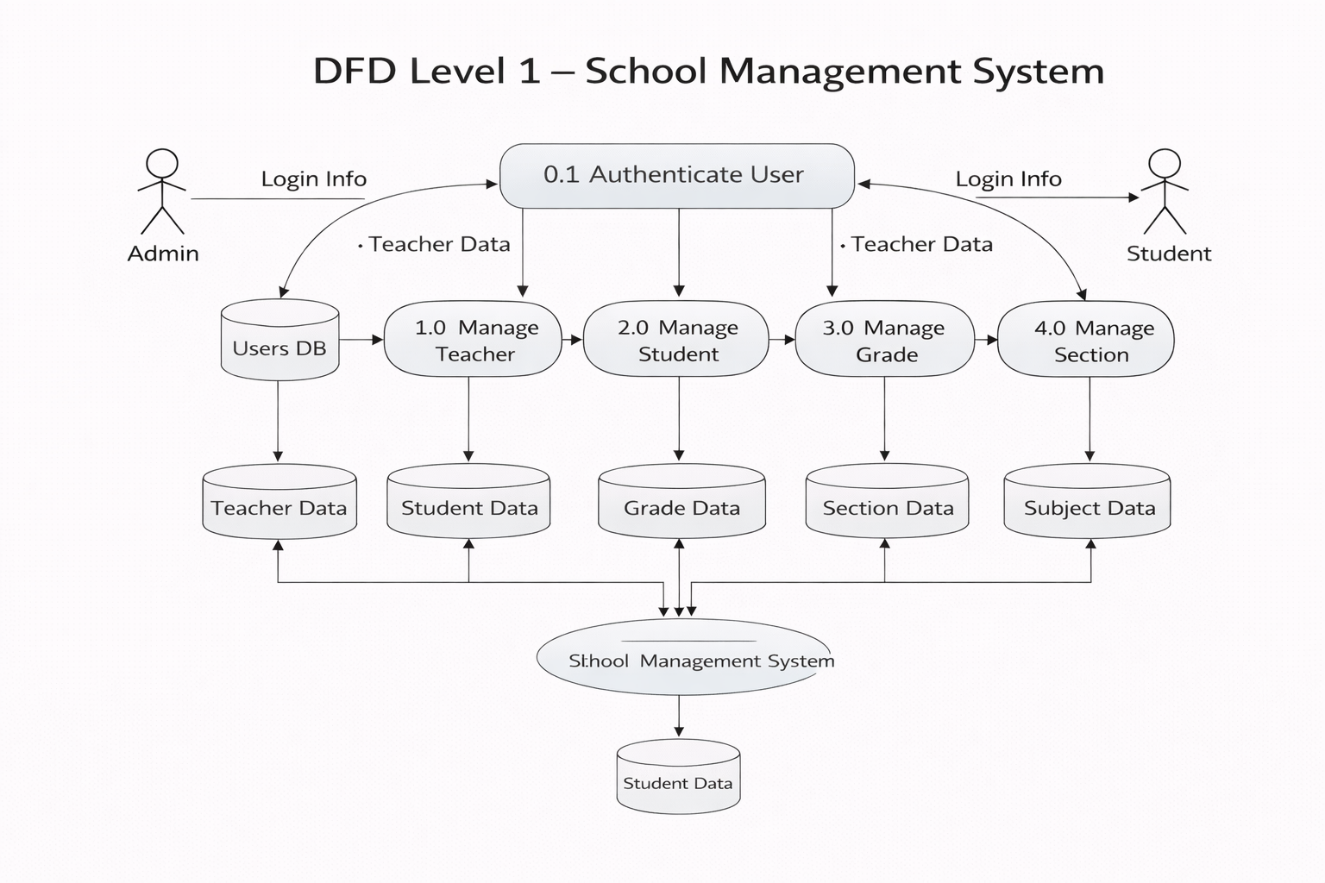 DFD Level 1 – School Management System
Login Info
0.1 Authenticate User
Login Info
Admin
· Teacher Data
· Teacher Data
Student
Users DB
1.0 Manage
Teacher
2.0 Manage
Student
3.0 Manage
Grade
4.0 Manage
Section
Teacher Data
Student Data
Grade Data
Section Data
Subject Data
Management System
Student Data